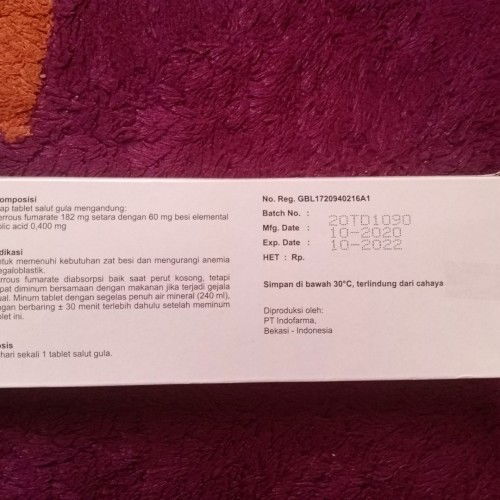 omposisi
ap tablet salut gula mengandung:
errous fumarate 182 mg setara dengan 60 mg besi elemental
olic acid 0,400 mg
dikasi
ntuk memenuhi kebutuhan zat besi dan mengurangi anemia
egaloblastik.
errous fumarate diabsorpsi baik saat perut kosong, tetapi
pat diminum bersamaan dengan makanan jika terjadi gejala
ual. Minum tablet dengan segelas penuh air mineral (240 ml),
ngan berbaring ± 30 menit terlebih dahulu setelah meminum
blet ini.
osis
hari sekali 1 tablet salut gula.
No. Reg. GBL1720940216A1
Batch No. : 20TD1090
Mfg. Date : 10-2020
Exp. Date : 10-2022
HET : Rp.
Simpan di bawah 30°C, terlindung dari cahaya
Diproduksi oleh:
PT Indofarma,
Bekasi - Indonesia